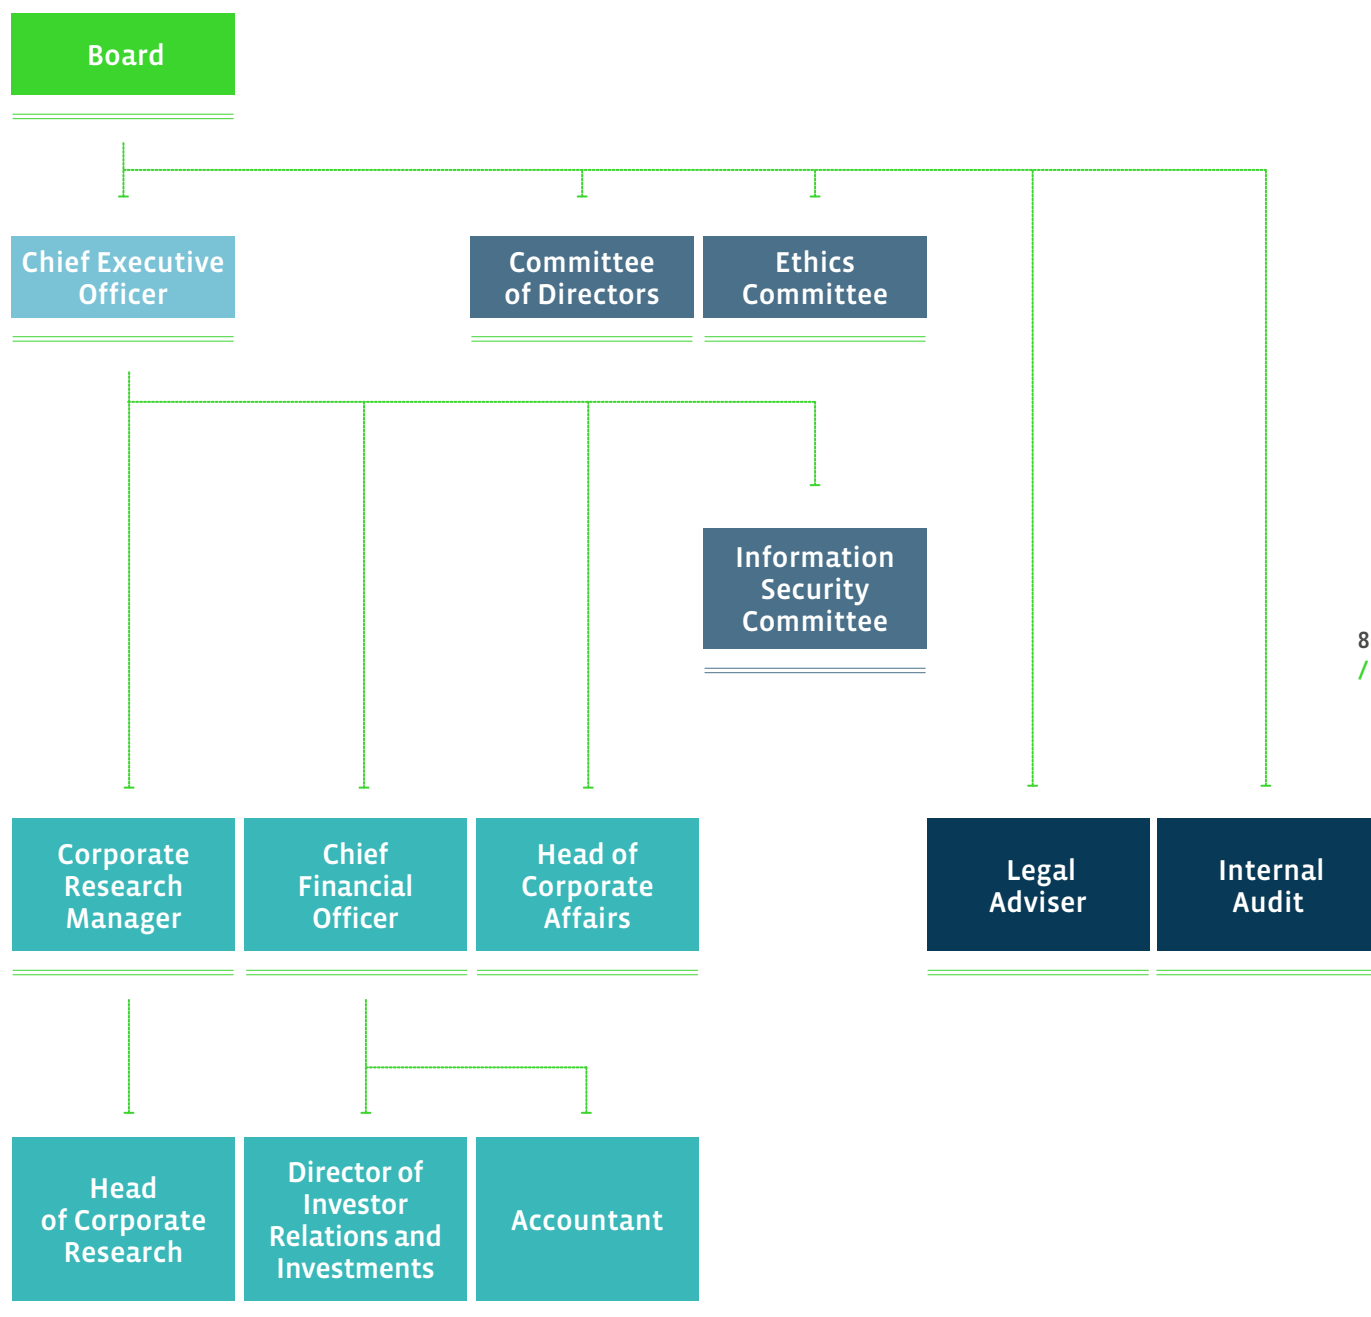 Board
Chief Executive
Officer
Committee
of Directors
Ethics
Committee
Information
Security
Committee
8
/
Corporate
Research
Manager
Chief
Financial
Officer
Head of
Corporate
Affairs
Legal
Adviser
Internal
Audit
Head
of Corporate
Research
Director of
Investor
Relations and
Investments
Accountant